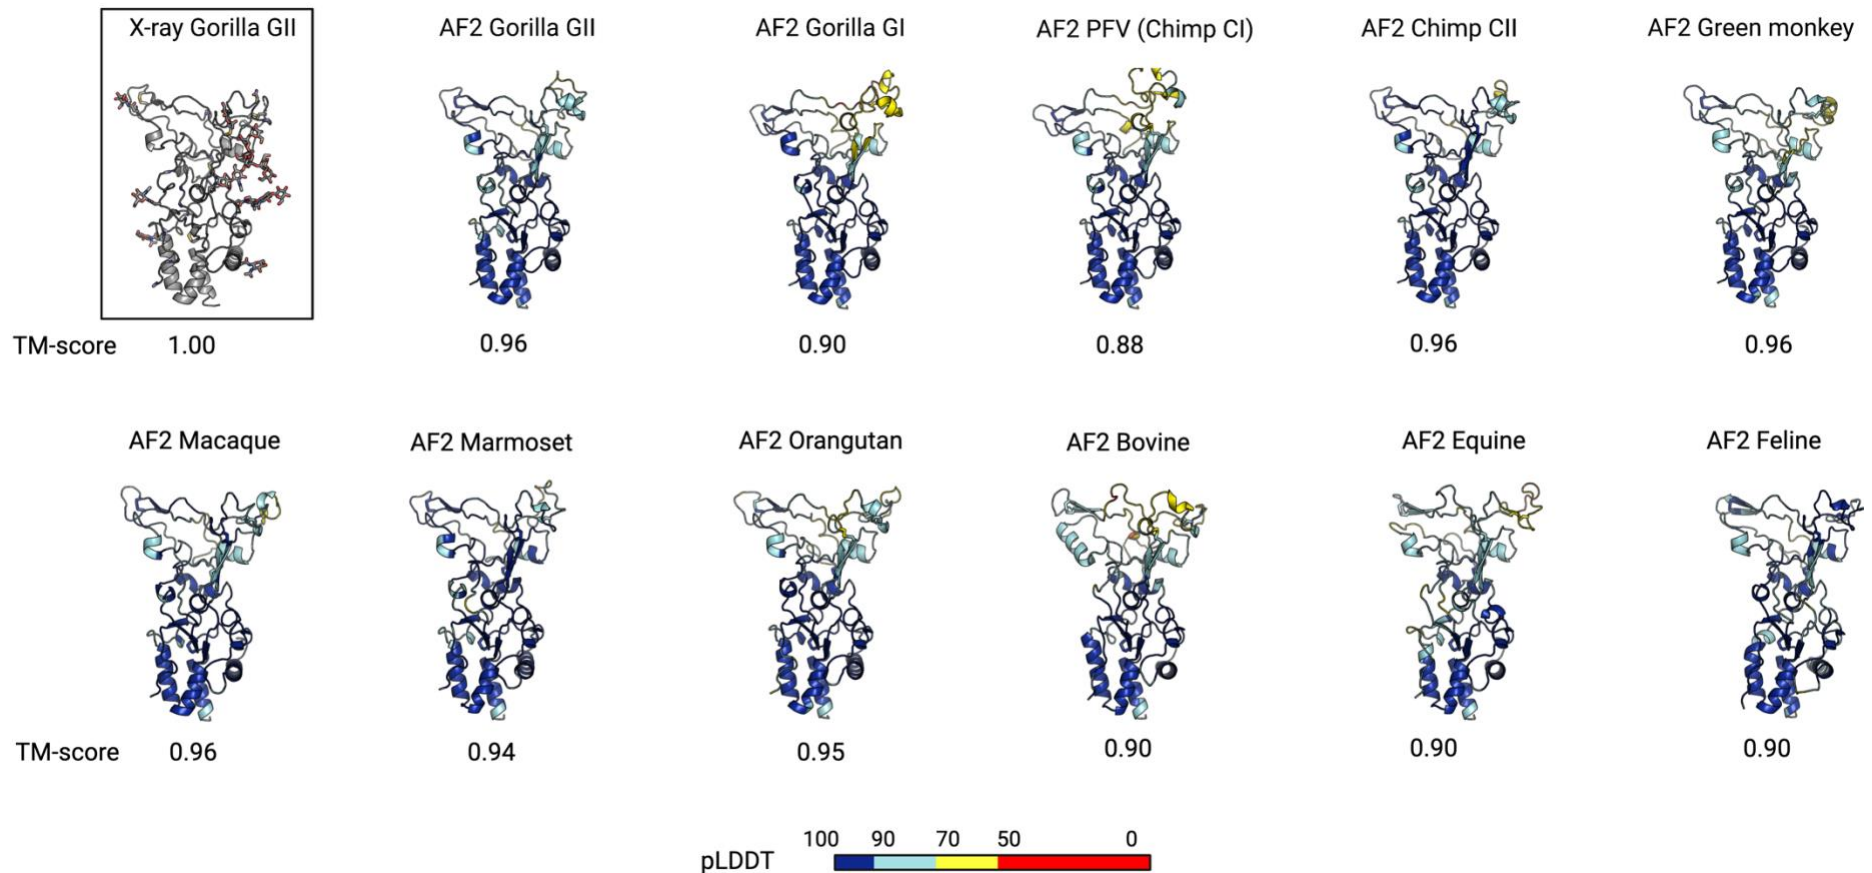 X-ray Gorilla GII AF2 Gorilla GII AF2 Gorilla GI AF2 PFV (Chimp CI) AF2 Chimp CII AF2 Green monkey
TM-score 1.00 0.96 0.90 0.88 0.96 0.96
AF2 Macaque AF2 Marmoset AF2 Orangutan AF2 Bovine AF2 Equine AF2 Feline
TM-score 0.96 0.94 0.95 0.90 0.90 0.90
100 90 70 50 0
pLDDT